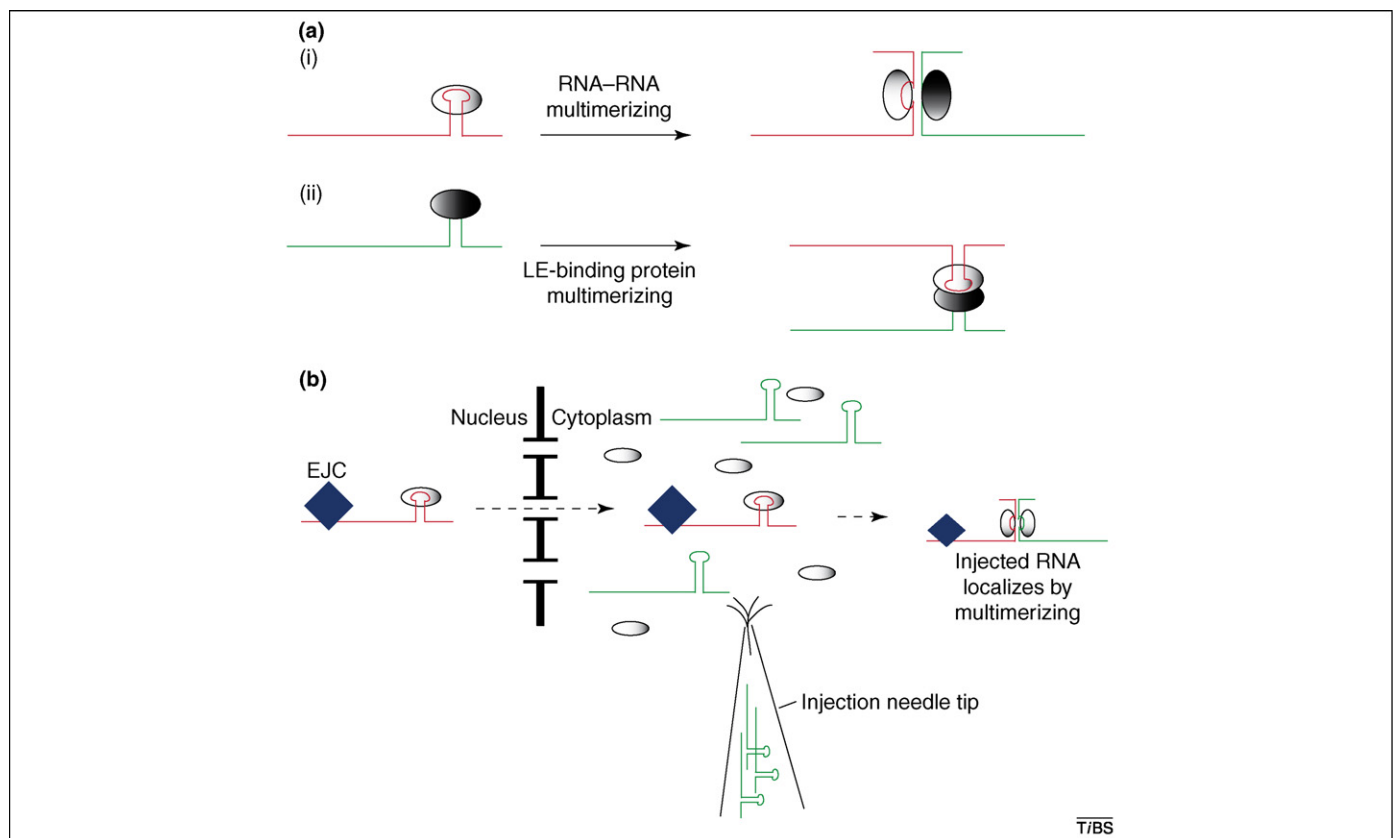 (a)
(i)
RNA–RNA
multimerizing
(ii)
LE-binding protein
multimerizing
(b)
Nucleus
Cytoplasm
EJC
Injected RNA
localizes by
multimerizing
Injection needle tip
TiBS